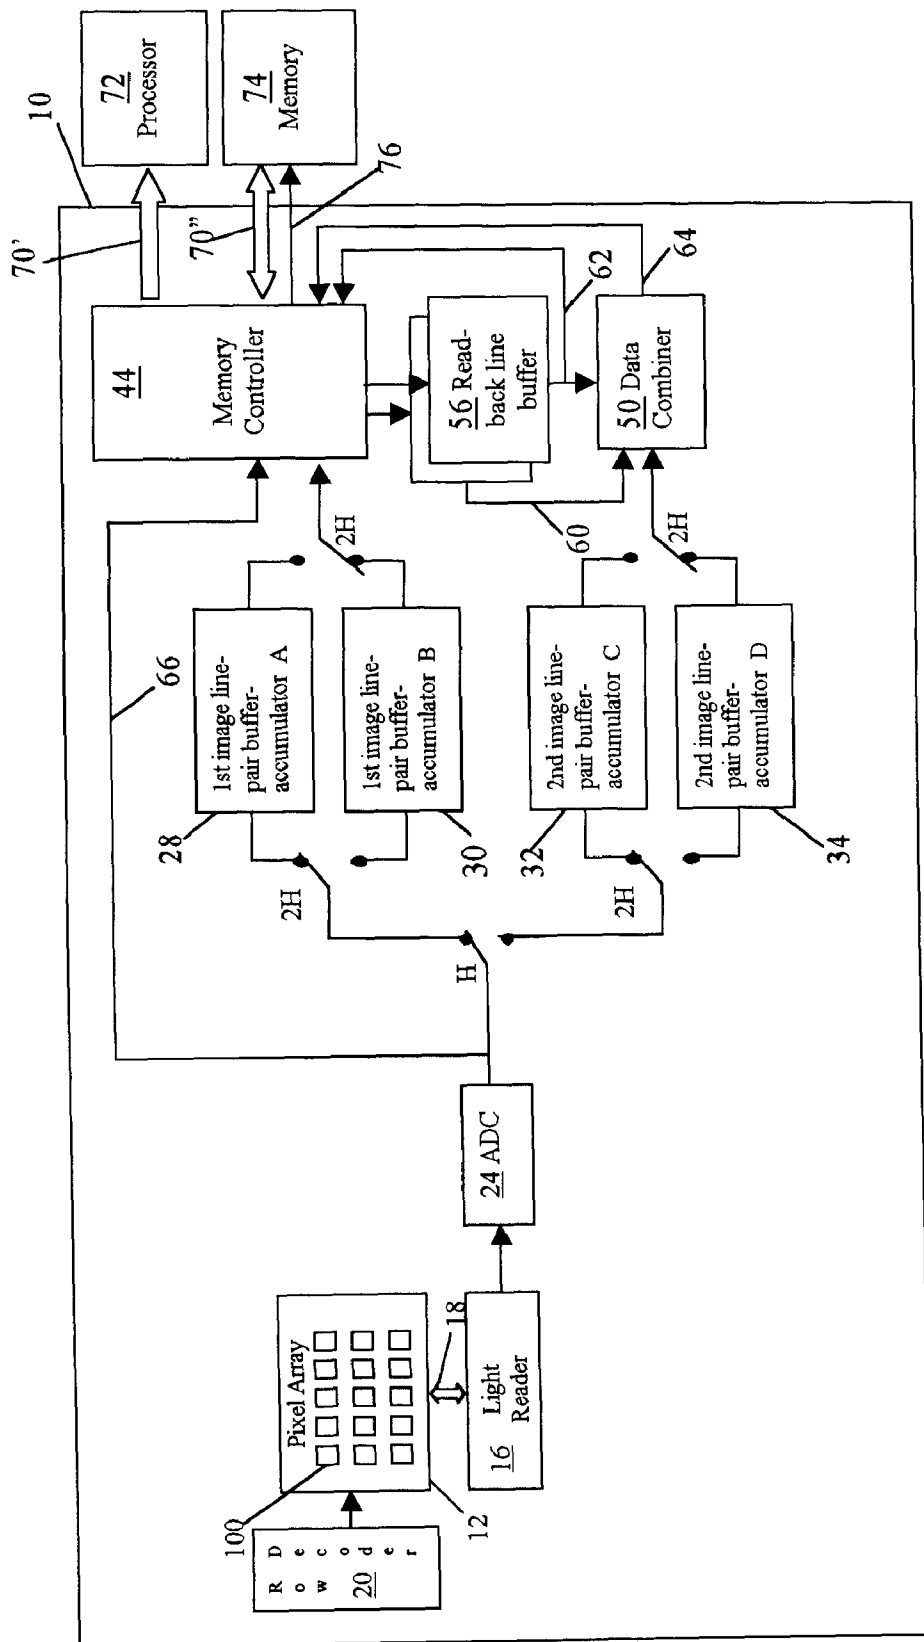 10
70'
72
Processor
70"
74
Memory
76
44
Memory
Controller
66
56 Read-
back line
buffer
62
64
50 Data
Combiner
60
2H
2H
1st image line-
pair buffer-
accumulator A
28
1st image line-
pair buffer-
accumulator B
30
2nd image line-
pair buffer-
accumulator C
32
2nd image line-
pair buffer-
accumulator D
34
2H
2H
H
24 ADC
Pixel Array
100
12
18
16
Light
Reader
Row
Decoder
20